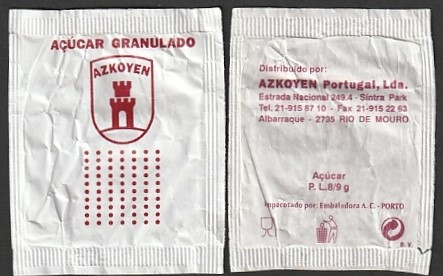 AÇÚCAR GRANULADO
AZKOYEN
Distribuído por:
AZKOYEN Portugal, Lda.
Estrada Nacional 249.4 - Sintra Park
Tel. 21-915 87 10 - Fax 21-915 22 63
Albarraque - 2735 RIO DE MOURO
Açúcar
P. L. 8/9 g
Empacotado por: Embaladora A. C. - PORTO
B.V.